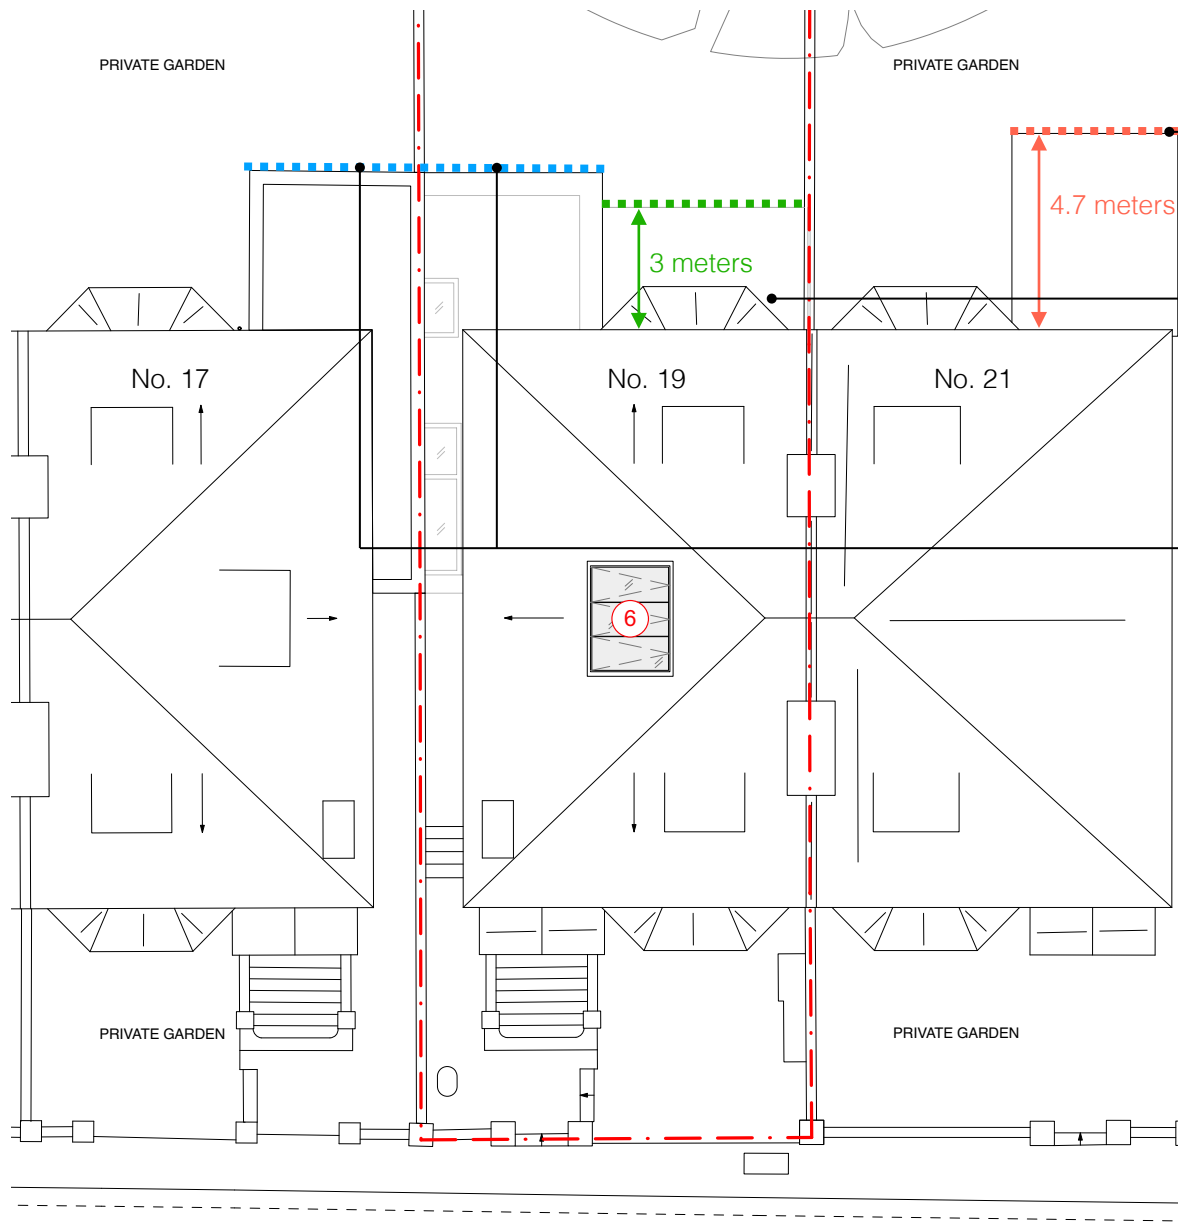 PRIVATE GARDEN
PRIVATE GARDEN
4.7 meters
3 meters
No. 17
No. 19
No. 21
6
PRIVATE GARDEN
PRIVATE GARDEN